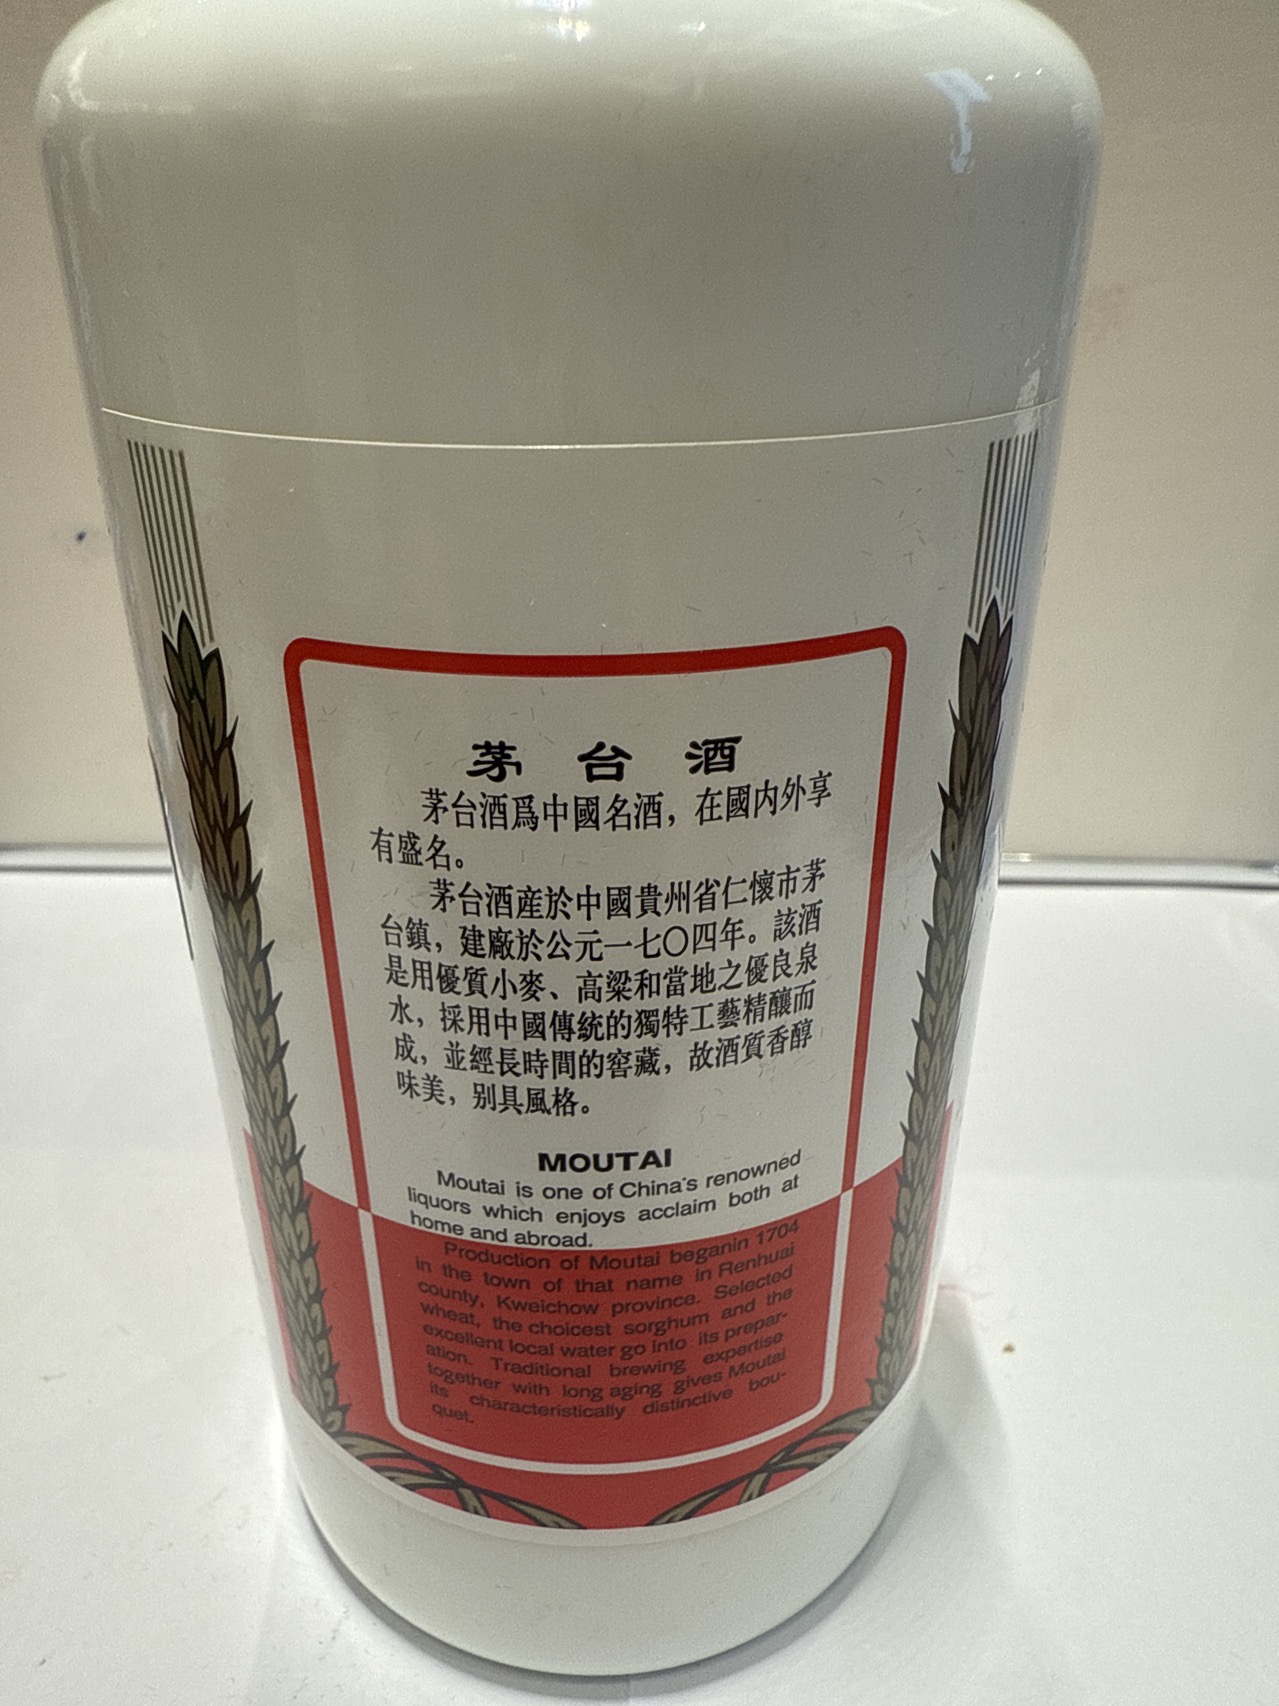 茅台酒
茅台酒爲中國名酒，在國内外享
有盛名。
茅台酒産於中國貴州省仁懷市茅
台鎮，建廠於公元一七〇四年。該酒
是用優質小麥、高粱和當地之優良泉
水，採用中國傳統的獨特工藝精釀而
成，並經長時間的窖藏，故酒質香醇
味美，别具風格。
MOUTAI
Moutai is one of China's renowned
liquors which enjoys acclaim both at
home and abroad.
Production of Moutai beganin 1704
in the town of that name in Renhuai
county, Kweichow province. Selected
wheat, the choicest sorghum and the
excellent local water go into its prepar-
ation. Traditional brewing expertise
together with long aging gives Moutai
its characteristically distinctive bou-
quet.